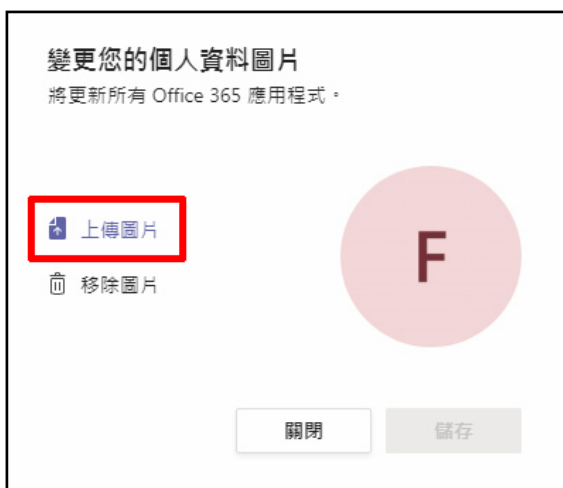 變更您的個人資料圖片
將更新所有 Office 365 應用程式。
上傳圖片
F
移除圖片
關閉
儲存